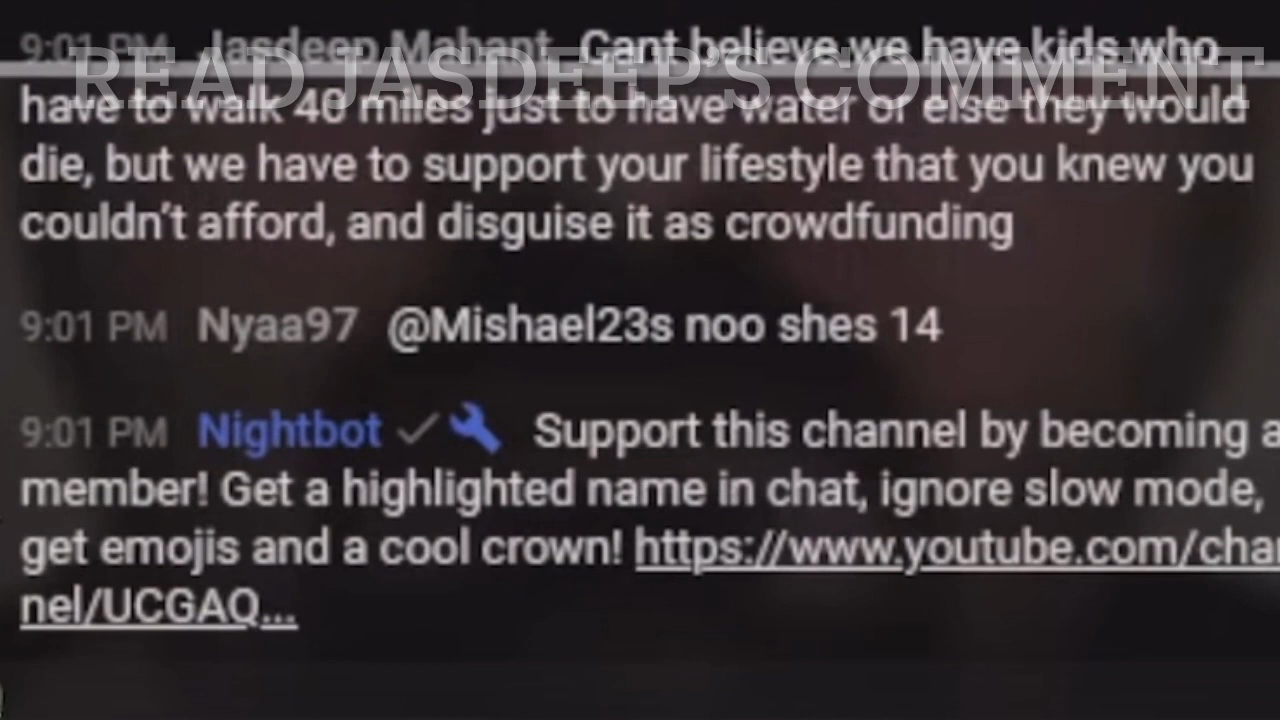 READ JASDEEP'S COMMENT
9:01 PM Jasdeep Mahant Cant believe we have kids who
have to walk 40 miles just to have water or else they would
die, but we have to support your lifestyle that you knew you
couldn't afford, and disguise it as crowdfunding
9:01 PM Nyaa97 @Mishael23s noo shes 14
9:01 PM Nightbot Support this channel by becoming a
member! Get a highlighted name in chat, ignore slow mode,
get emojis and a cool crown! https://www.youtube.com/chan
nel/UCGAQ...